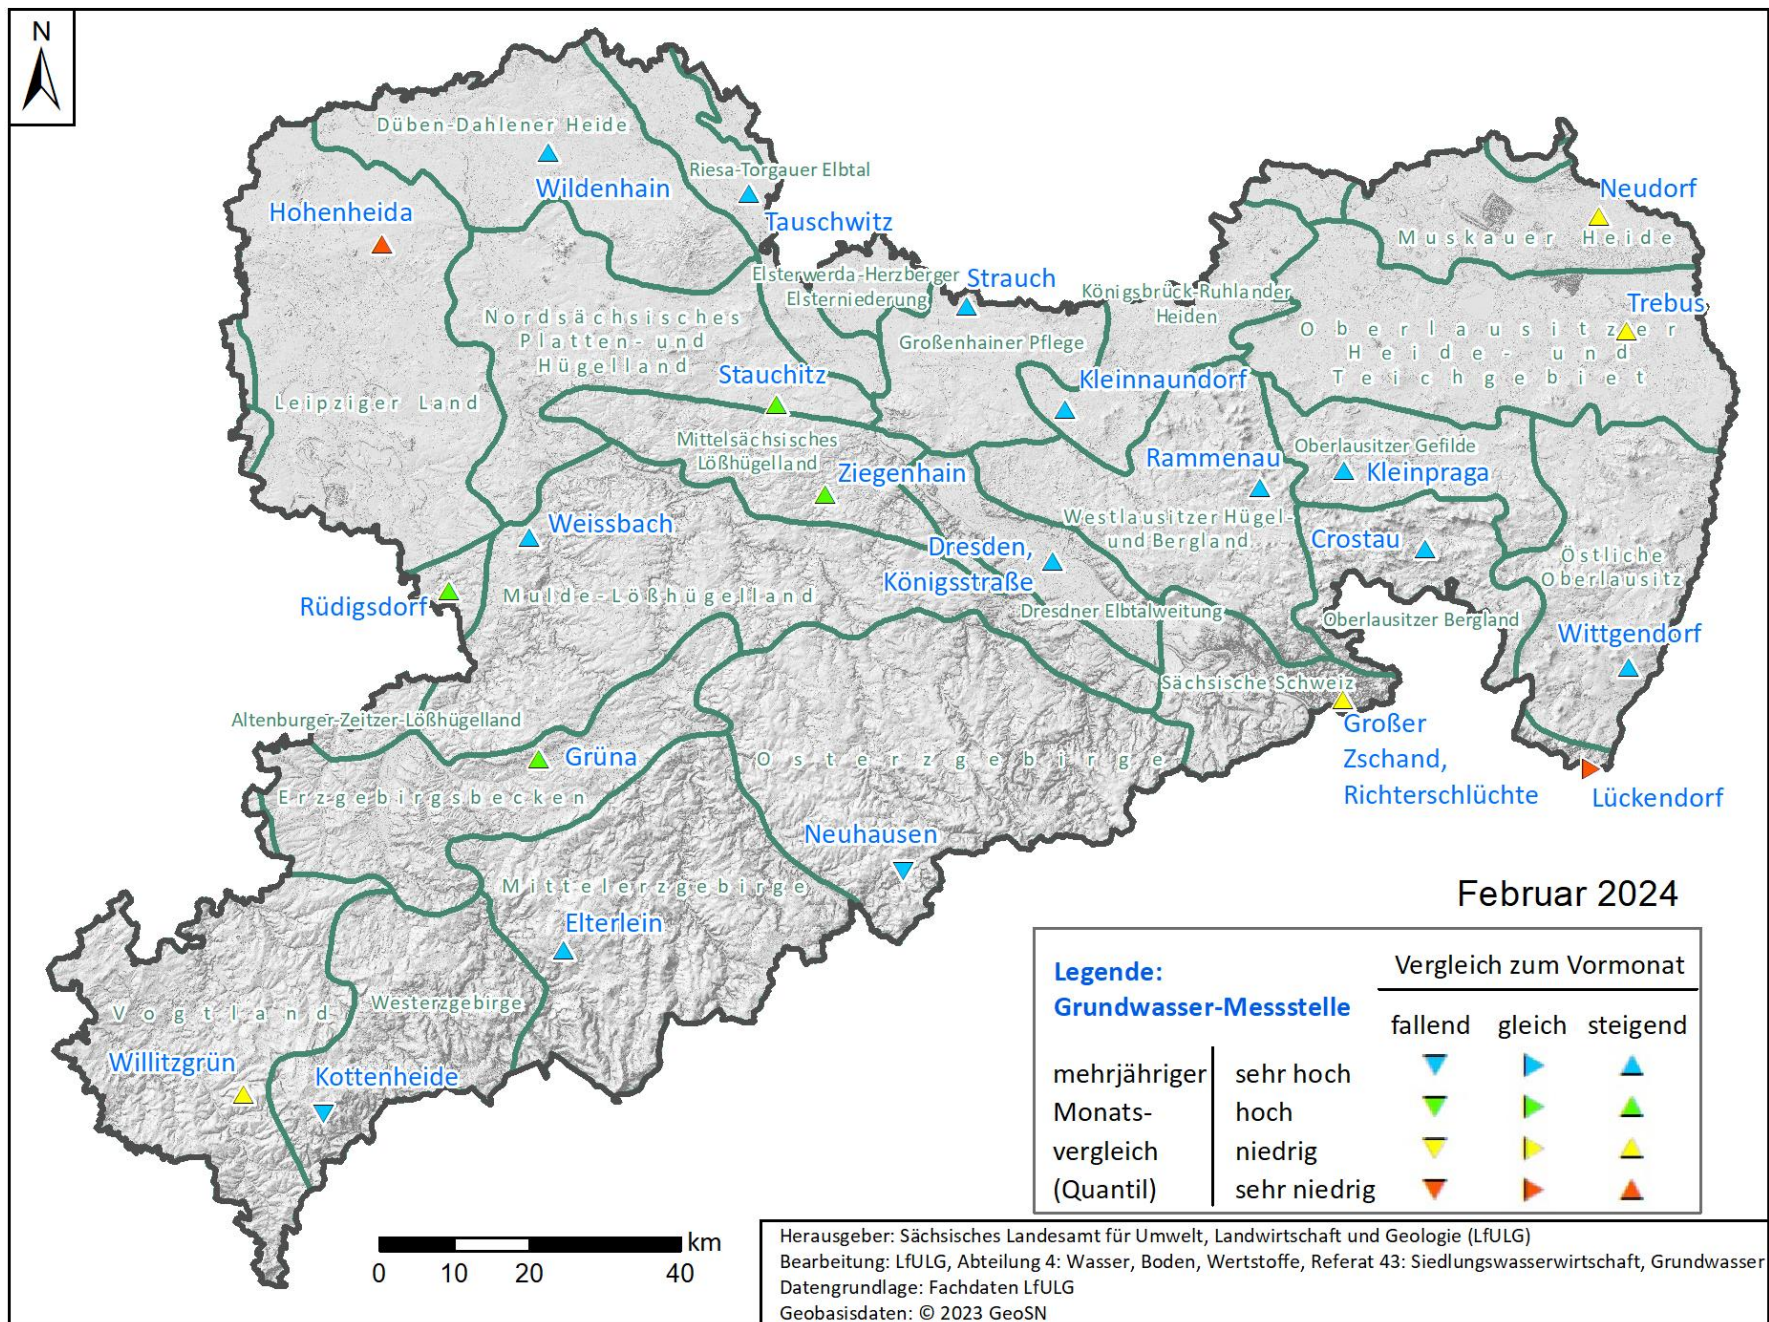 N
Düben-Dahlener Heide
Wildenhain
Riesa-Torgauer Elbtal
Tauschwitz
Hohenheida
Neudorf
Muskauer Heide
Elsterwerda-Herzberger
Elsterniederung
Strauch
Königsbrück-Ruhlander
Heiden
Trebus
Nordsächsisches
Platten- und
Hügelland
Großenhainer Pflege
Oberlausitzer
Heide- und
Teichgebiet
Stauchitz
Kleinnaundorf
Leipziger Land
Mittelsächsisches
Lößhügelland
Ziegenhain
Rammenau
Oberlausitzer Gefilde
Kleinpraga
Weissbach
Westlausitzer Hügel-
und Bergland
Dresden,
Königsstraße
Crostau
Östliche
Oberlausitz
Rüdigsdorf
Mulde-Lößhügelland
Dresdner Elbtalweitung
Oberlausitzer Bergland
Wittgendorf
Sächsische Schweiz
Altenburger-Zeitzer-Lößhügelland
Großer
Zschand,
Richterschlüchte
Grüna
Osterzgebirge
Lückendorf
Erzgebirgsbecken
Neuhausen
Mittelerzgebirge
Elterlein
Vogtland
Westerzgebirge
Willitzgrün
Kottenheide
Februar 2024
Legende:
Grundwasser-Messstelle
Vergleich zum Vormonat
fallend gleich steigend
mehrjähriger sehr hoch
Monats- hoch
vergleich niedrig
(Quantil) sehr niedrig
km
0 10 20 40
Herausgeber: Sächsisches Landesamt für Umwelt, Landwirtschaft und Geologie (LfULG)
Bearbeitung: LfULG, Abteilung 4: Wasser, Boden, Wertstoffe, Referat 43: Siedlungswasserwirtschaft, Grundwasser
Datengrundlage: Fachdaten LfULG
Geobasisdaten: © 2023 GeoSN